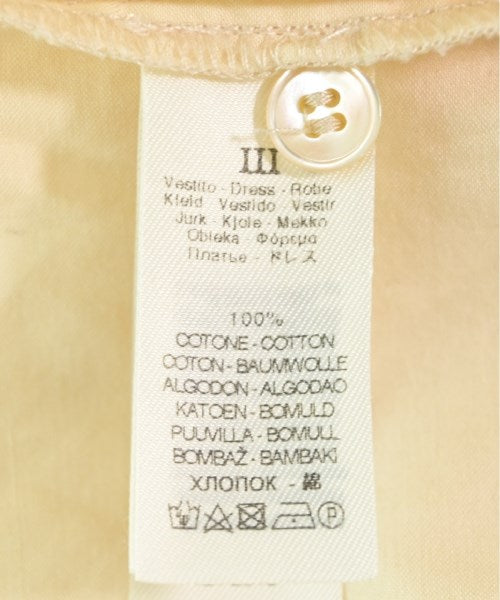 III
Vestito - Dress - Robe
Kleid Vestido Vestir
Jurk - Kjole - Mekko
Obleka - Φόρεμα
Платье - ドレス
100%
COTONE - COTTON
COTON - BAUMWOLLE
ALGODON - ALGODAO
KATOEN - BOMULD
PUUVILLA - BOMULL
BOMBAŽ - BAMBAKI
ХЛОПОК - 綿
P